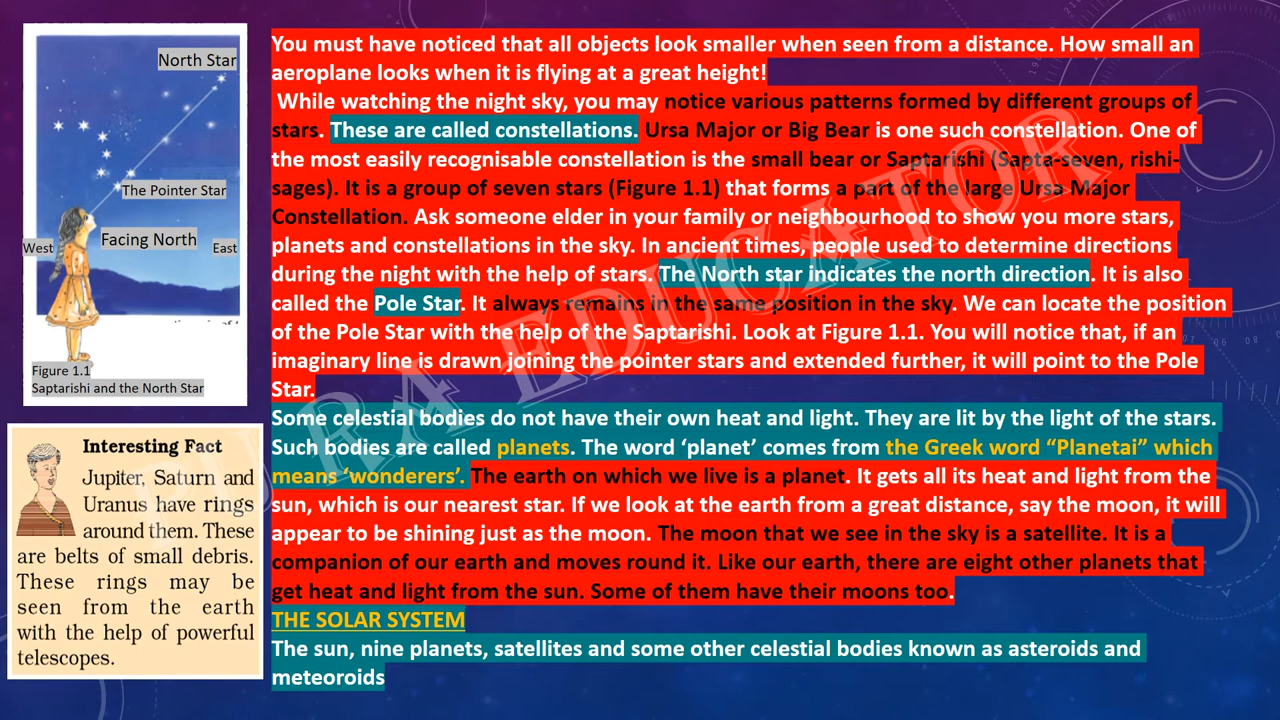 North Star
The Pointer Star
Facing North
West
East
Figure 1.1
Saptarishi and the North Star
Interesting Fact
Jupiter, Saturn and
Uranus have rings
around them. These
are belts of small debris.
These rings may be
seen from the earth
with the help of powerful
telescopes.
You must have noticed that all objects look smaller when seen from a distance. How small an
aeroplane looks when it is flying at a great height!
While watching the night sky, you may notice various patterns formed by different groups of
stars. These are called constellations. Ursa Major or Big Bear is one such constellation. One of
the most easily recognisable constellation is the small bear or Saptarishi (Sapta-seven, rishi-
sages). It is a group of seven stars (Figure 1.1) that forms a part of the large Ursa Major
Constellation. Ask someone elder in your family or neighbourhood to show you more stars,
planets and constellations in the sky. In ancient times, people used to determine directions
during the night with the help of stars. The North star indicates the north direction. It is also
called the Pole Star. It always remains in the same position in the sky. We can locate the position
of the Pole Star with the help of the Saptarishi. Look at Figure 1.1. You will notice that, if an
imaginary line is drawn joining the pointer stars and extended further, it will point to the Pole
Star.
Some celestial bodies do not have their own heat and light. They are lit by the light of the stars.
Such bodies are called planets. The word ‘planet’ comes from the Greek word “Planetai” which
means ‘wonderers’. The earth on which we live is a planet. It gets all its heat and light from the
sun, which is our nearest star. If we look at the earth from a great distance, say the moon, it will
appear to be shining just as the moon. The moon that we see in the sky is a satellite. It is a
companion of our earth and moves round it. Like our earth, there are eight other planets that
get heat and light from the sun. Some of them have their moons too.
THE SOLAR SYSTEM
The sun, nine planets, satellites and some other celestial bodies known as asteroids and
meteoroids
EDUCATOR